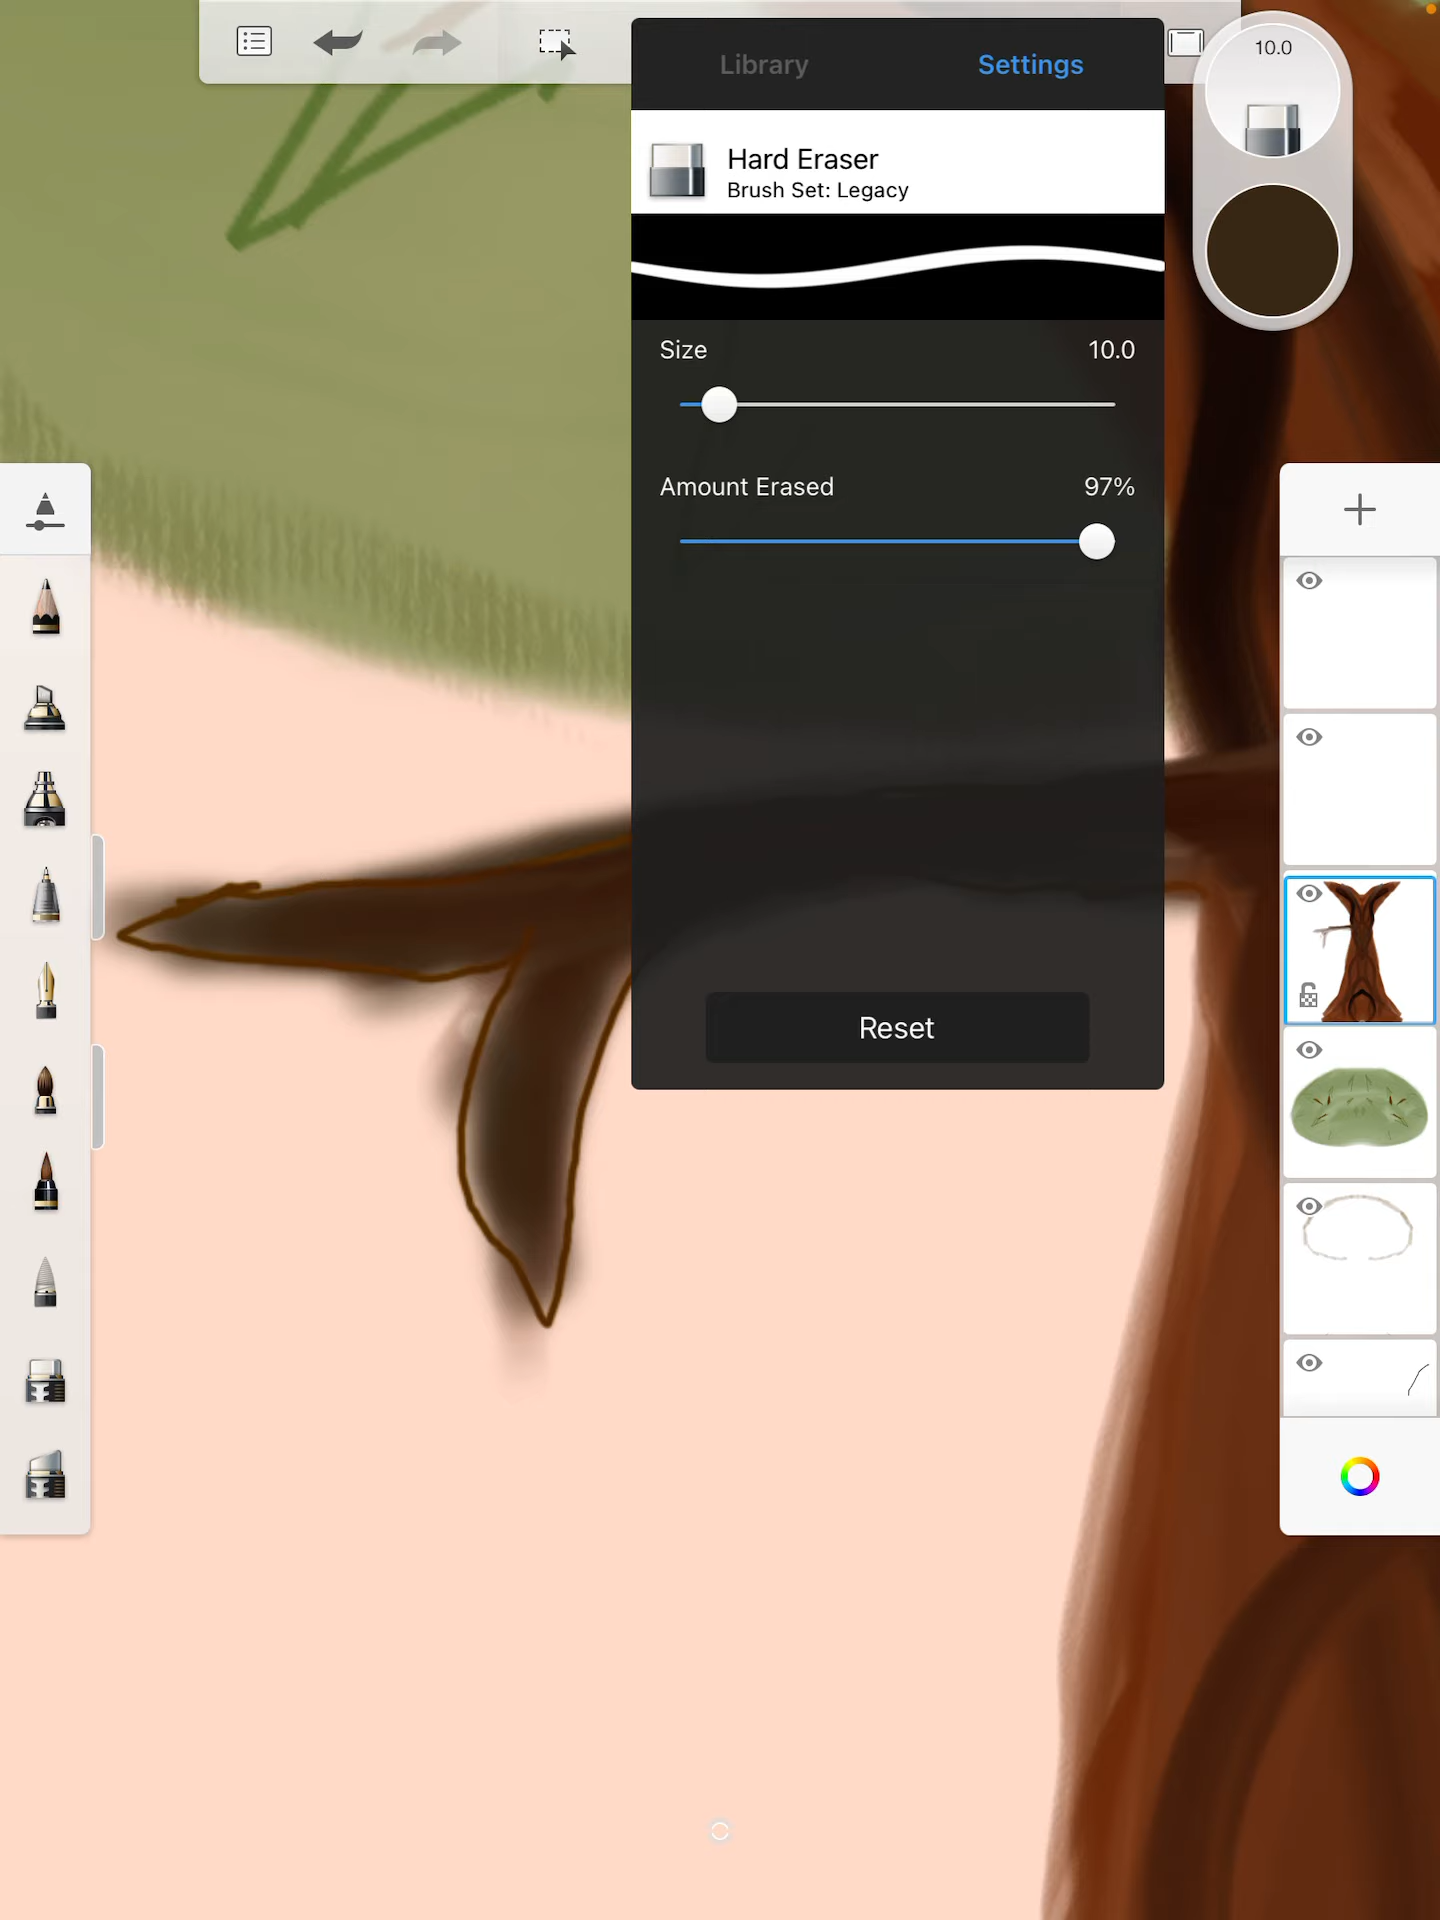 Library Settings
10.0
Hard Eraser
Brush Set: Legacy
Size 10.0
Amount Erased 97%
Reset